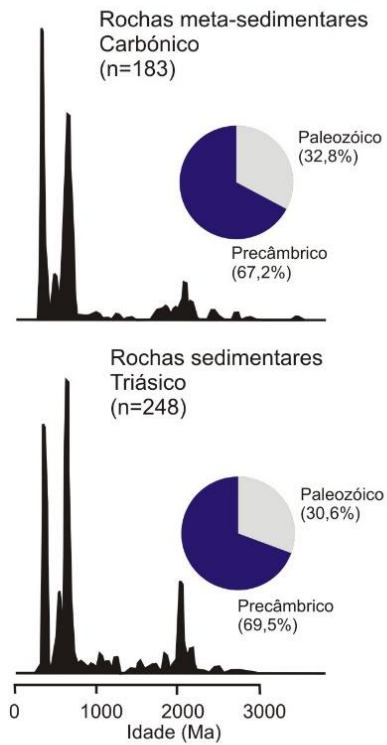 Rochas meta-sedimentares
Carbónico
(n=183)
Paleozóico
(32,8%)
Precâmbrico
(67,2%)
Rochas sedimentares
Triásico
(n=248)
Paleozóico
(30,6%)
Precâmbrico
(69,5%)
0 1000 2000 3000
Idade (Ma)